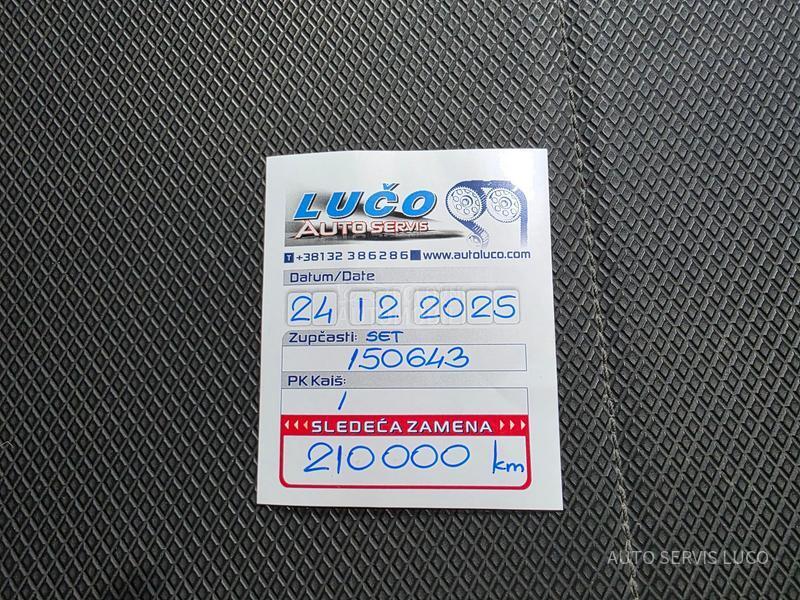 LUČO
AUTO SERVIS
T +38132 386286 www.autoluco.com
Datum/Date
24 12 2025
Zupčasti: SET
150643
PK Kaiš:
/
SLEDEĆA ZAMENA
210000 km
AUTO SERVIS LUCO